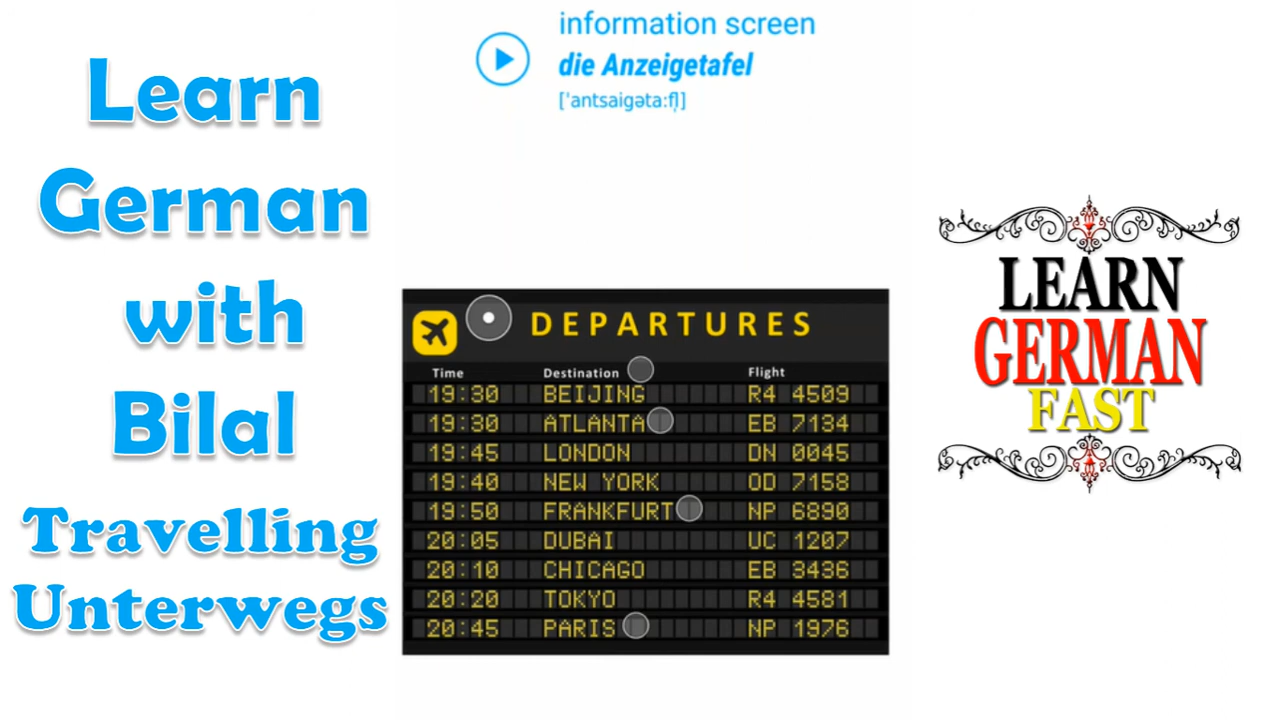 Learn
German
with
Bilal
Travelling
Unterwegs
information screen
die Anzeigetafel
['antsaigəta:fl̩]
DEPARTURES
Time Destination Flight
19:30 BEIJING R4 4509
19:30 ATLANTA EB 7134
19:45 LONDON DN 0045
19:40 NEW YORK OD 7158
19:50 FRANKFURT NP 6890
20:05 DUBAI UC 1207
20:10 CHICAGO EB 3436
20:20 TOKYO R4 4581
20:45 PARIS NP 1976
LEARN
GERMAN
FAST